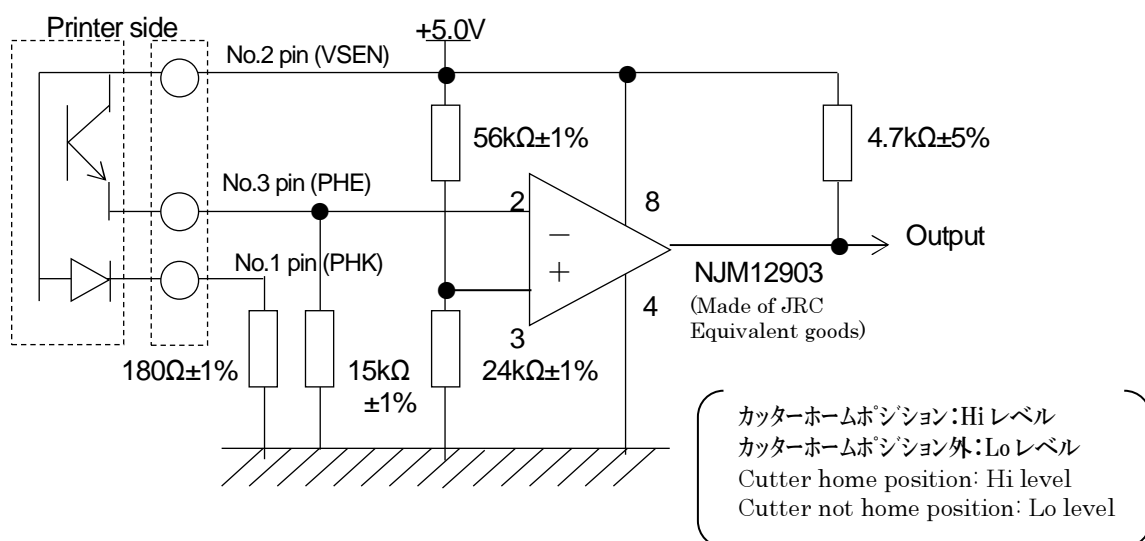 Printer side
+5.0V
No.2 pin (VSEN)
56kΩ±1%
4.7kΩ±5%
No.3 pin (PHE)
2
8
−
+
Output
No.1 pin (PHK)
NJM12903
(Made of JRC
Equivalent goods)
3
4
180Ω±1%
15kΩ
±1%
24kΩ±1%
カッターホームポジション：Hi レベル
カッターホームポジション外：Lo レベル
Cutter home position: Hi level
Cutter not home position: Lo level